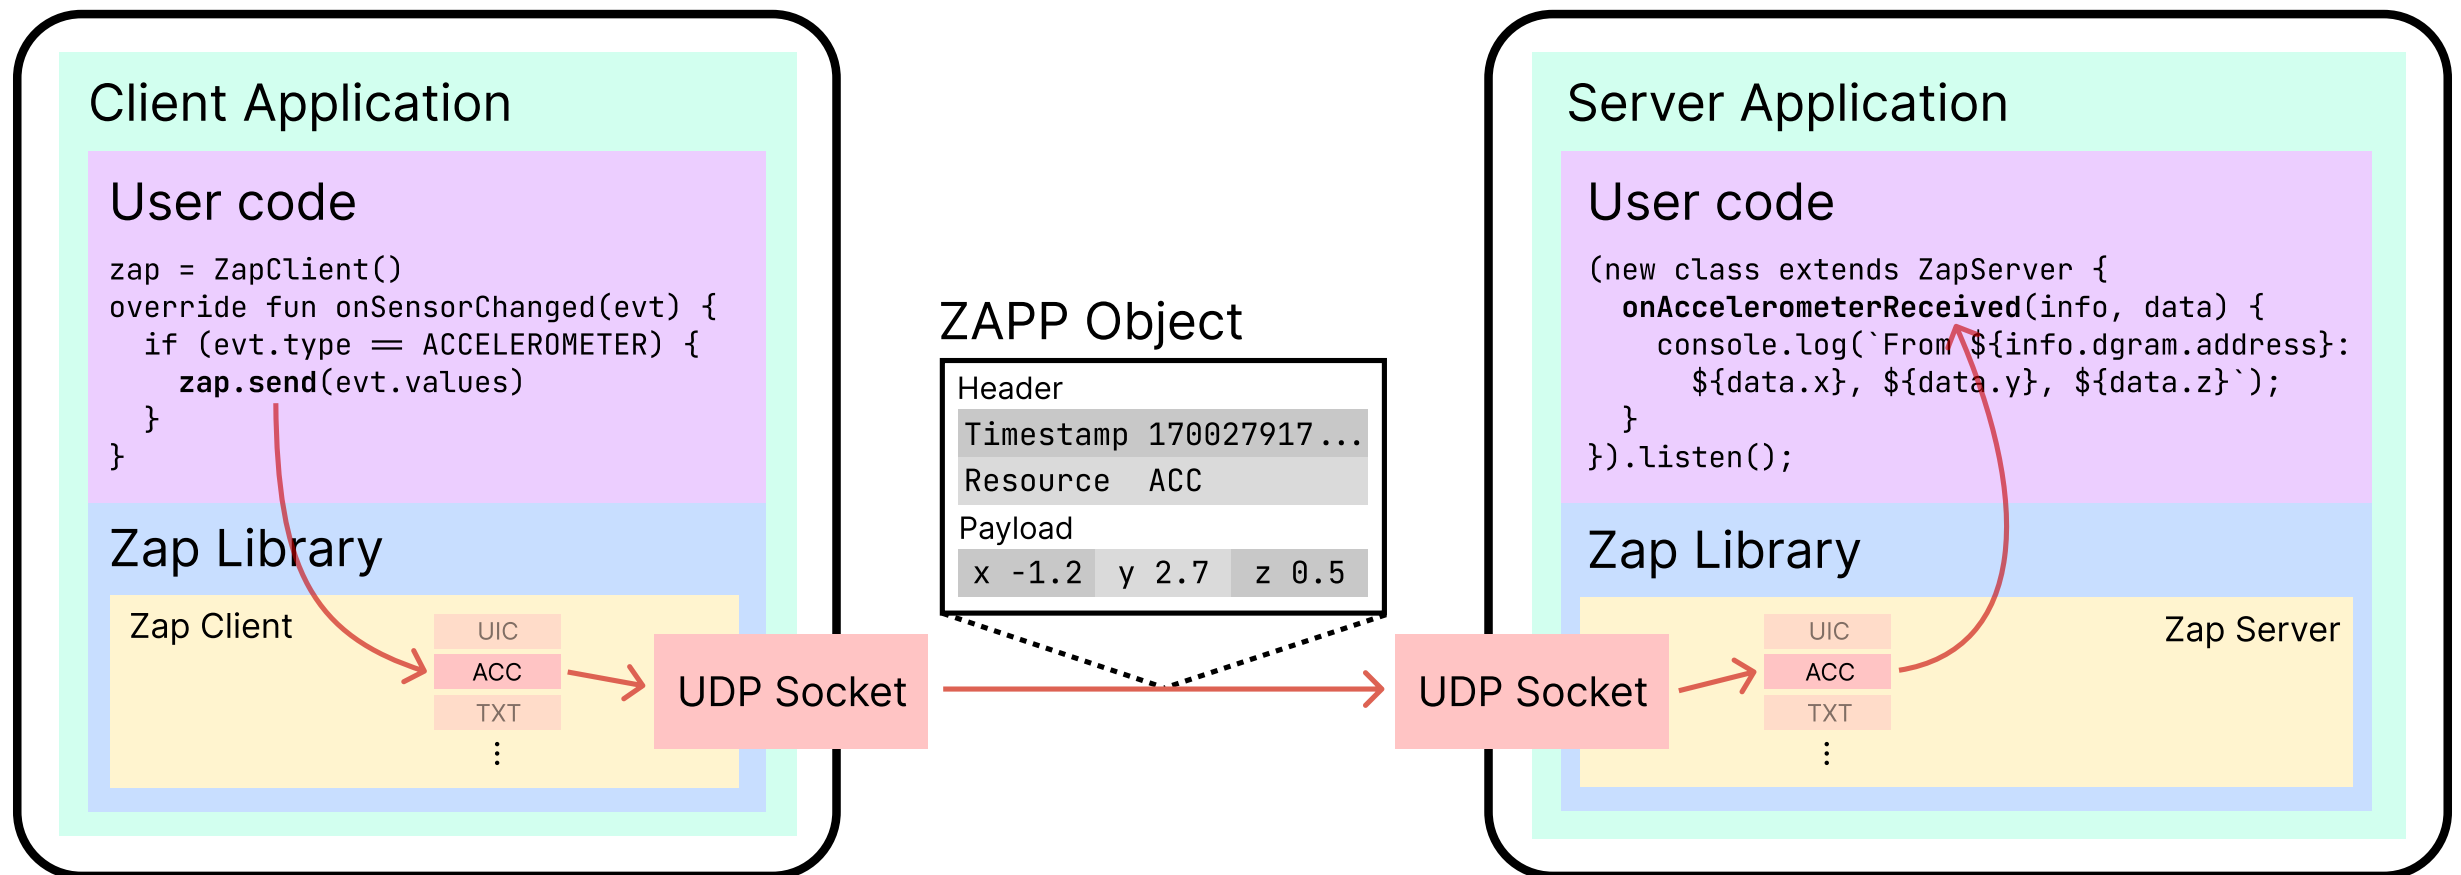 Client Application
User code
zap = ZapClient()
override fun onSensorChanged(evt) {
  if (evt.type == ACCELEROMETER) {
    zap.send(evt.values)
  }
}
Zap Library
Zap Client
UIC
ACC
TXT
⋮
UDP Socket
ZAPP Object
Header
Timestamp 170027917...
Resource ACC
Payload
x -1.2 y 2.7 z 0.5
Server Application
User code
(new class extends ZapServer {
  onAccelerometerReceived(info, data) {
    console.log(`From ${info.dgram.address}:
      ${data.x}, ${data.y}, ${data.z}`);
  }
}).listen();
Zap Library
Zap Server
UDP Socket
UIC
ACC
TXT
⋮